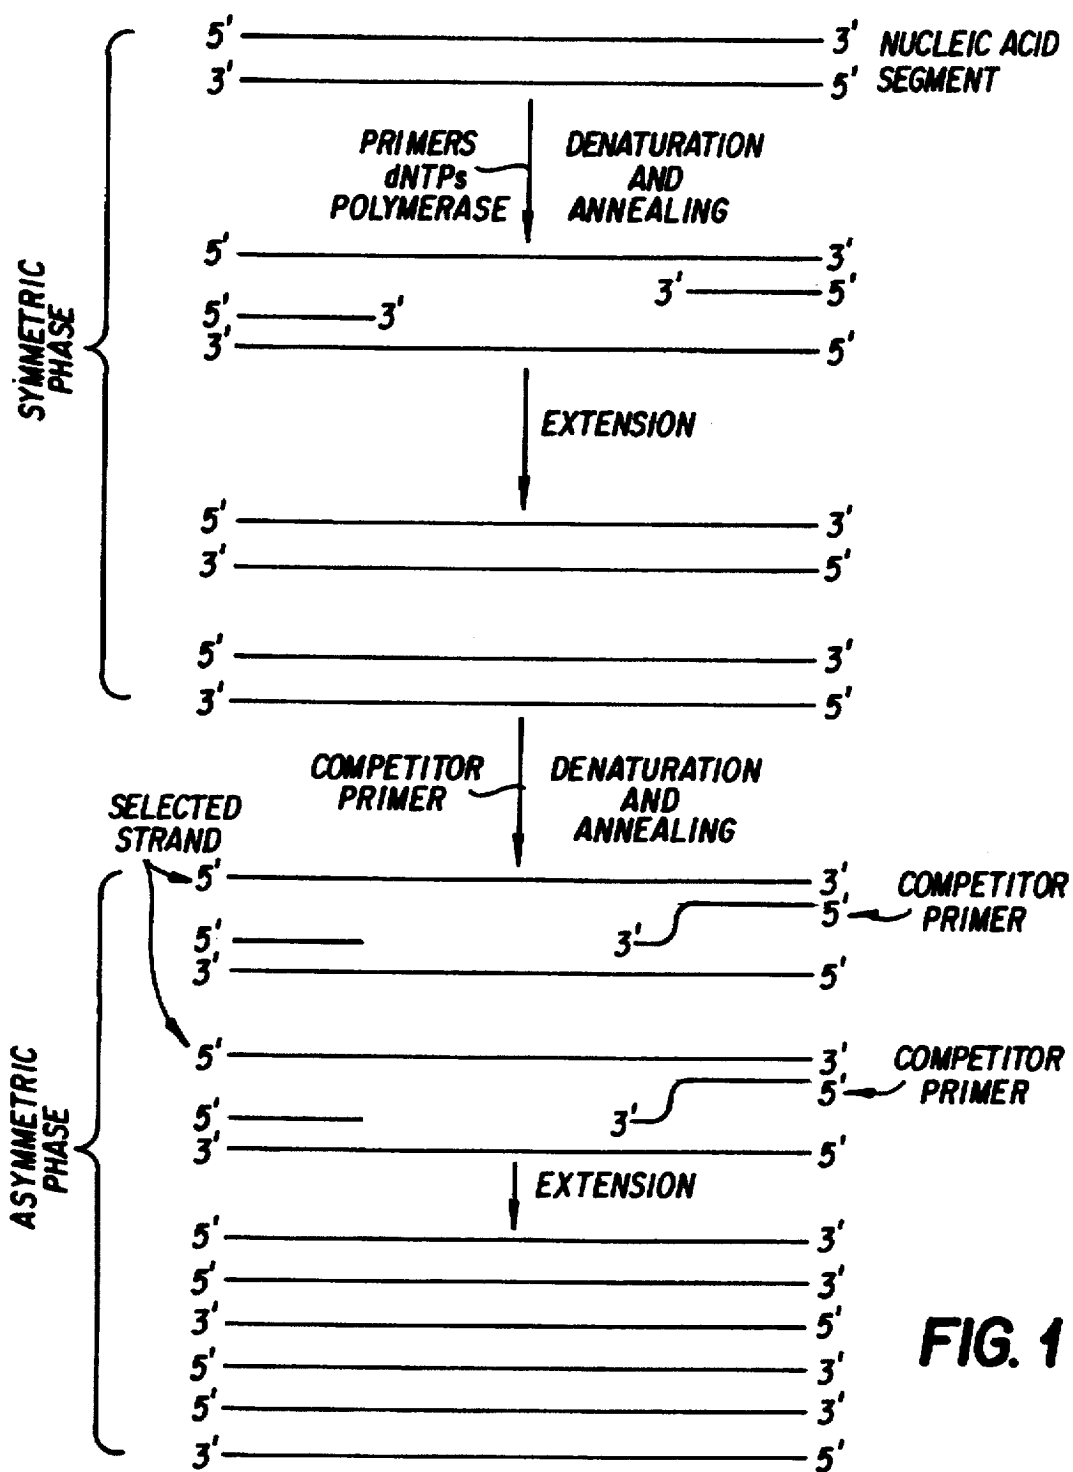 5' 3' NUCLEIC ACID
3' 5' SEGMENT
PRIMERS
dNTPs
POLYMERASE
DENATURATION
AND
ANNEALING
5' 3'
3' 5'
5' 3'
3' 5'
SYMMETRIC
PHASE
EXTENSION
5' 3'
3' 5'
5' 3'
3' 5'
COMPETITOR
PRIMER
DENATURATION
AND
ANNEALING
SELECTED
STRAND
5' 3'
5' COMPETITOR
PRIMER
5' 3'
3' 5'
5' 3'
5' COMPETITOR
PRIMER
5' 3'
3' 5'
ASYMMETRIC
PHASE
EXTENSION
5' 3'
5' 3'
3' 5'
5' 3'
5' 3'
3' 5'
FIG. 1